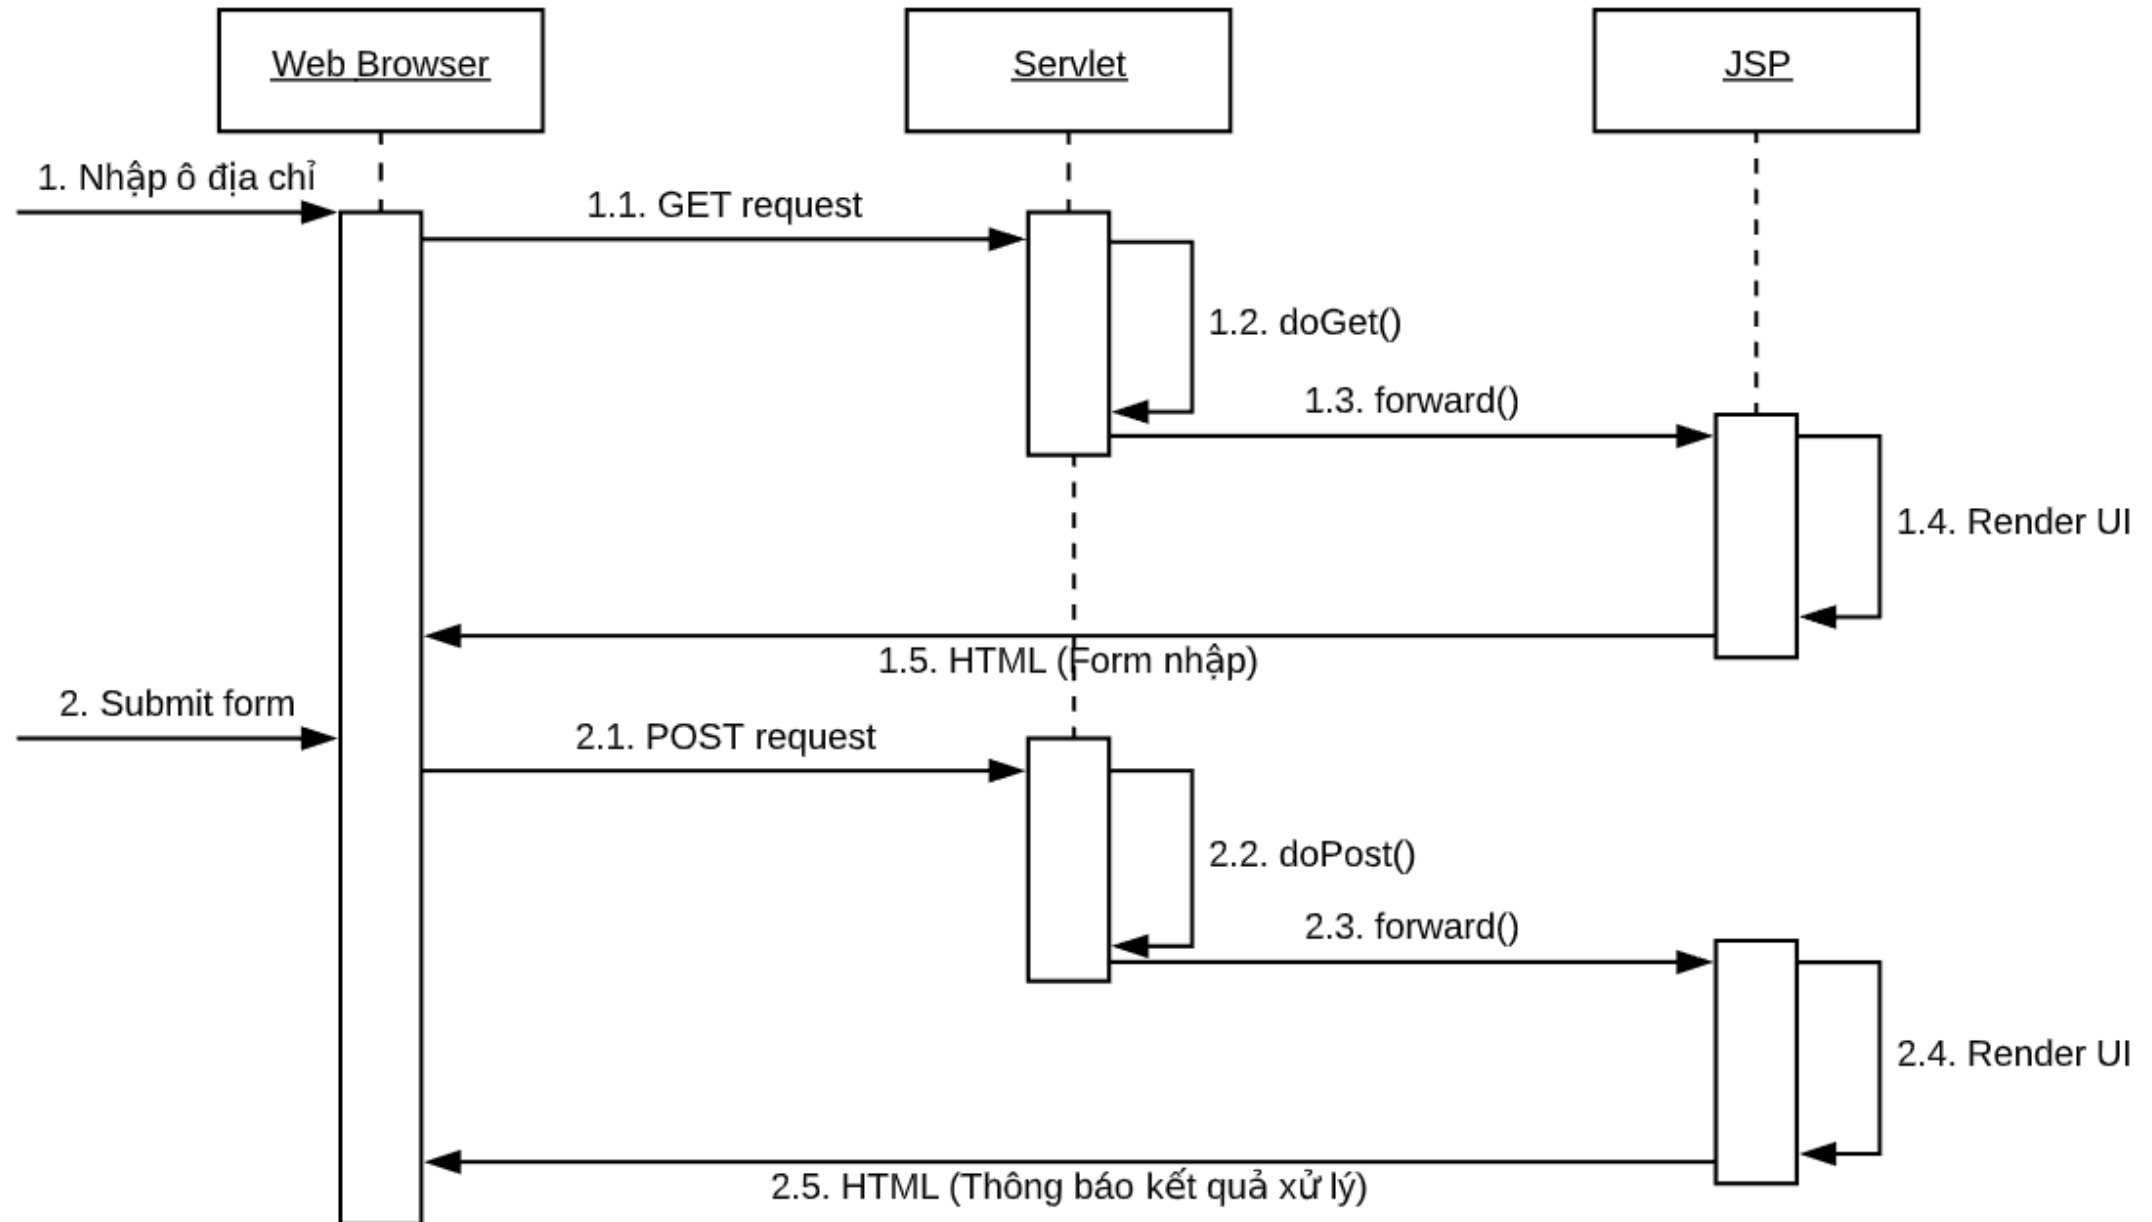 Web Browser
Servlet
JSP
1. Nhập ô địa chỉ
1.1. GET request
1.2. doGet()
1.3. forward()
1.4. Render UI
1.5. HTML (Form nhập)
2. Submit form
2.1. POST request
2.2. doPost()
2.3. forward()
2.4. Render UI
2.5. HTML (Thông báo kết quả xử lý)